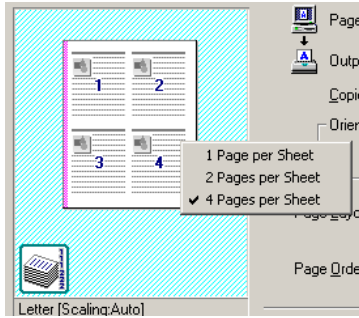 Page
Outp
Copie
Orien
1
2
3
4
1 Page per Sheet
2 Pages per Sheet
✓ 4 Pages per Sheet
Page Orde
Letter [Scaling:Auto]